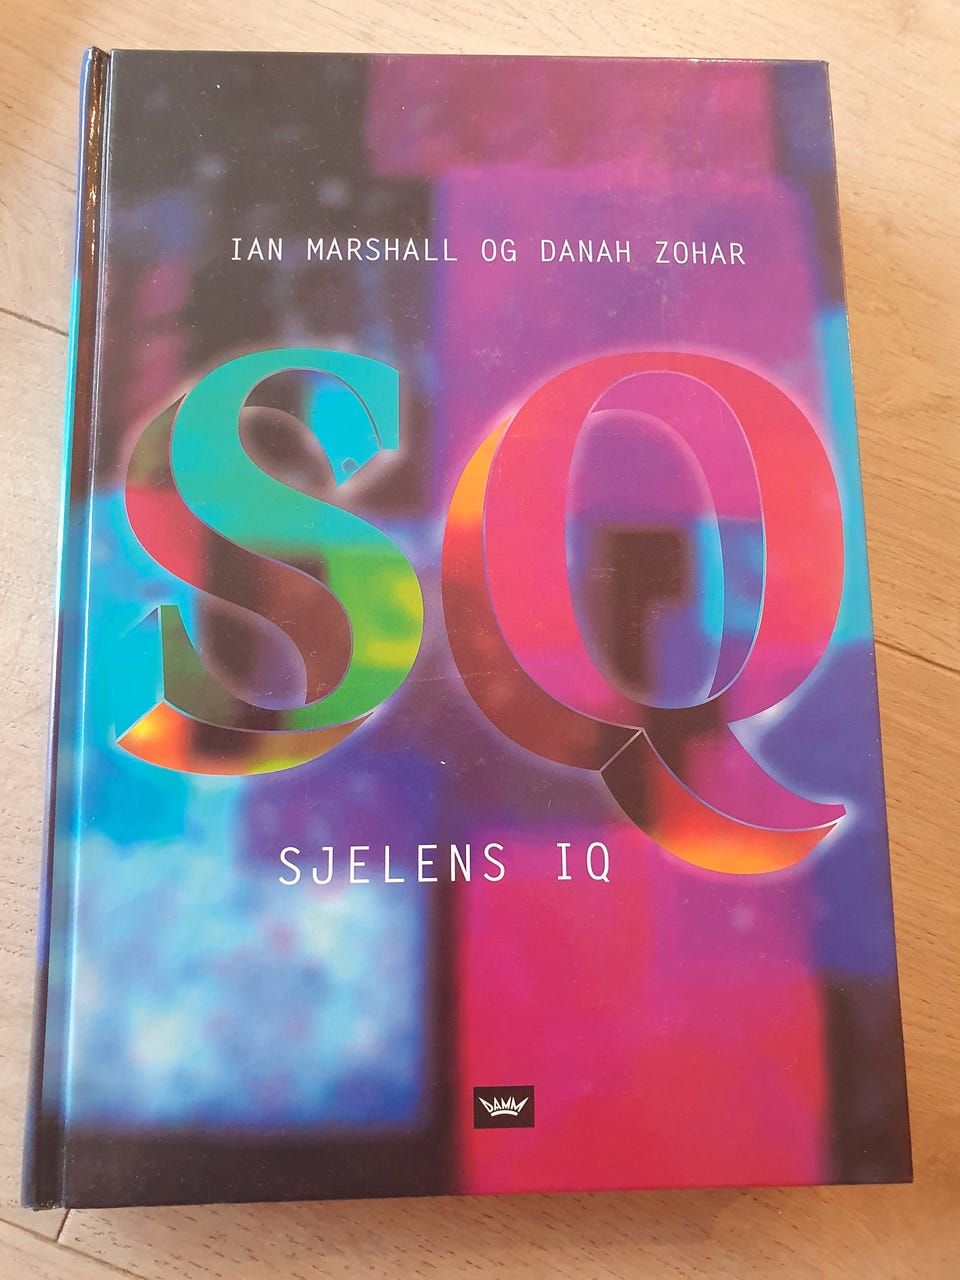 IAN MARSHALL OG DANAH ZOHAR
SQ
SJELENS IQ
DAMM